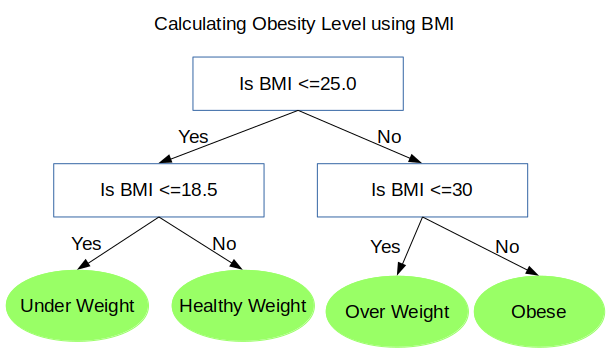 Calculating Obesity Level using BMI
Is BMI <=25.0
Yes
No
Is BMI <=18.5
Is BMI <=30
Yes
No
Yes
No
Under Weight
Healthy Weight
Over Weight
Obese